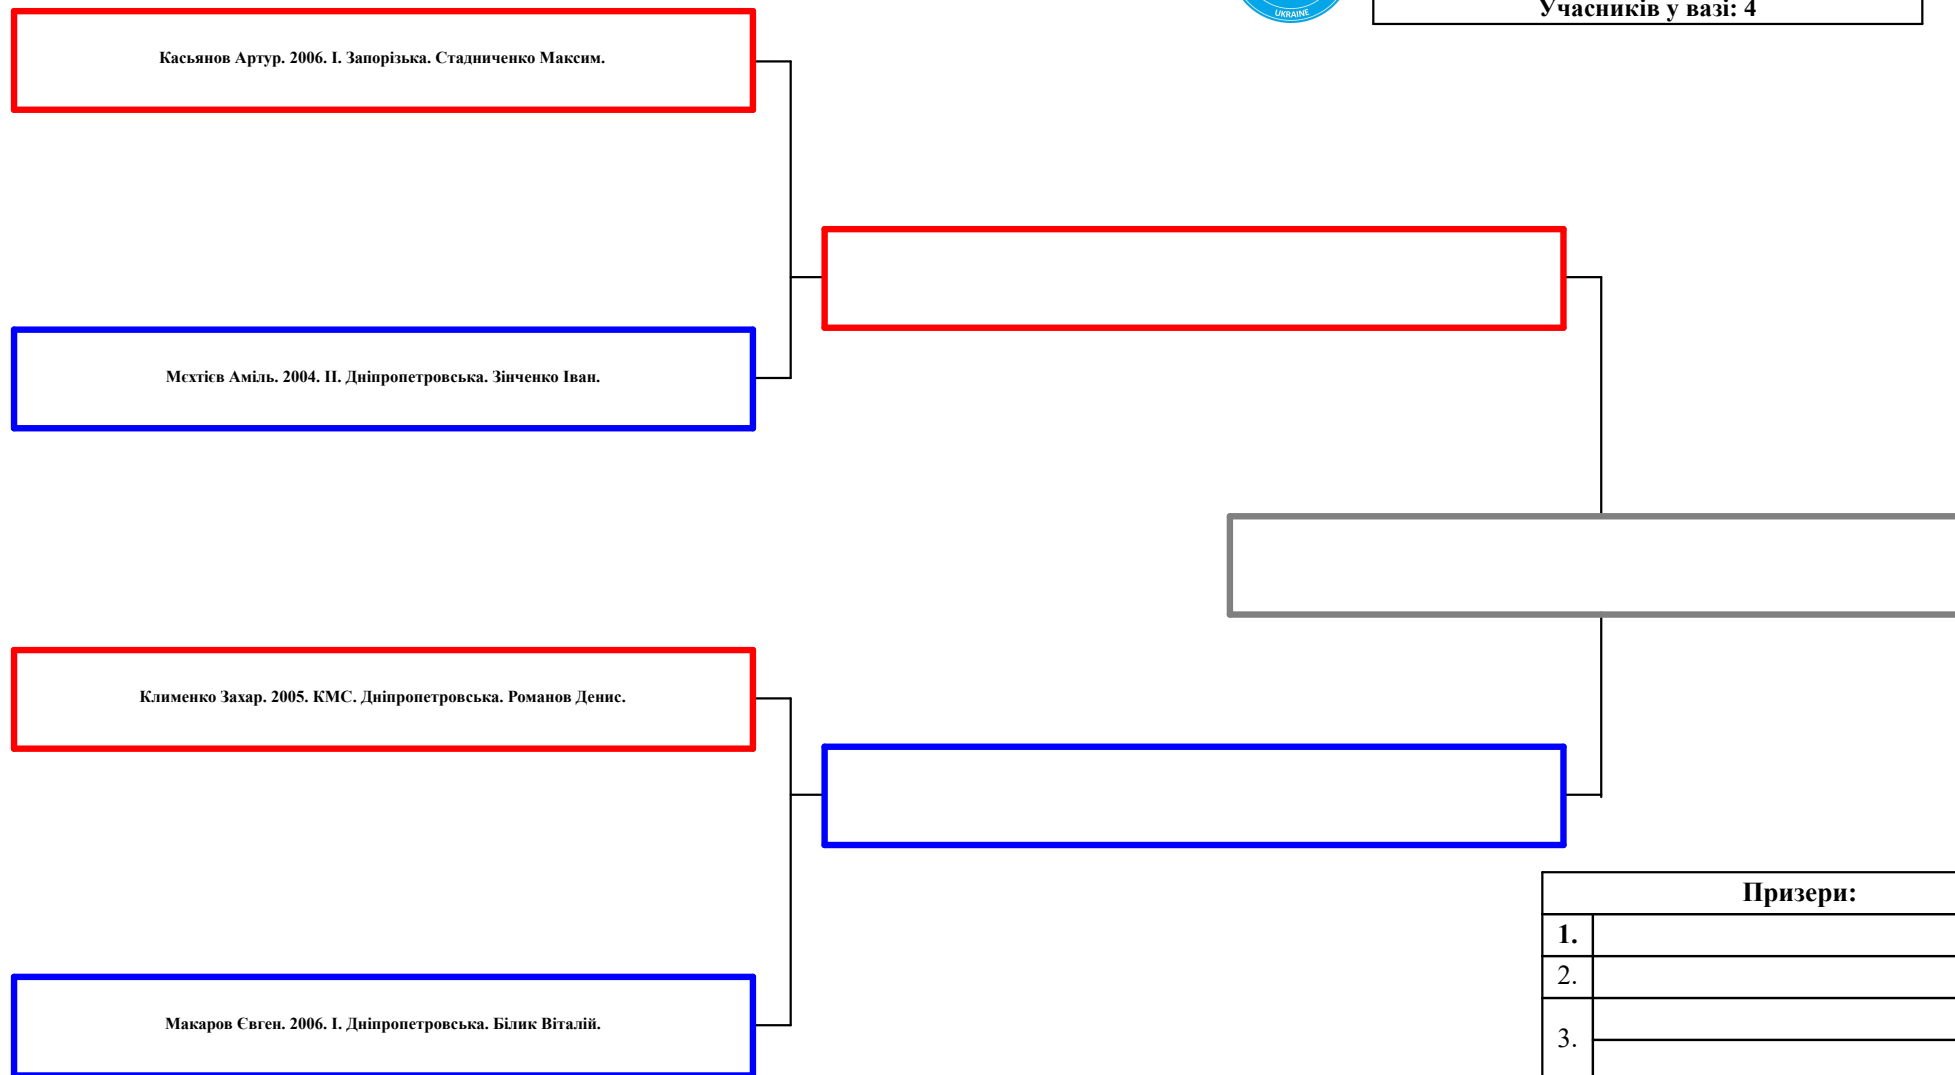 UKRAINE
Учасників у вазі: 4
Касьянов Артур. 2006. І. Запорізька. Стадниченко Максим.
Мєхтієв Аміль. 2004. ІІ. Дніпропетровська. Зінченко Іван.
Клименко Захар. 2005. КМС. Дніпропетровська. Романов Денис.
Макаров Євген. 2006. І. Дніпропетровська. Білик Віталій.
Призери:
1.
2.
3.